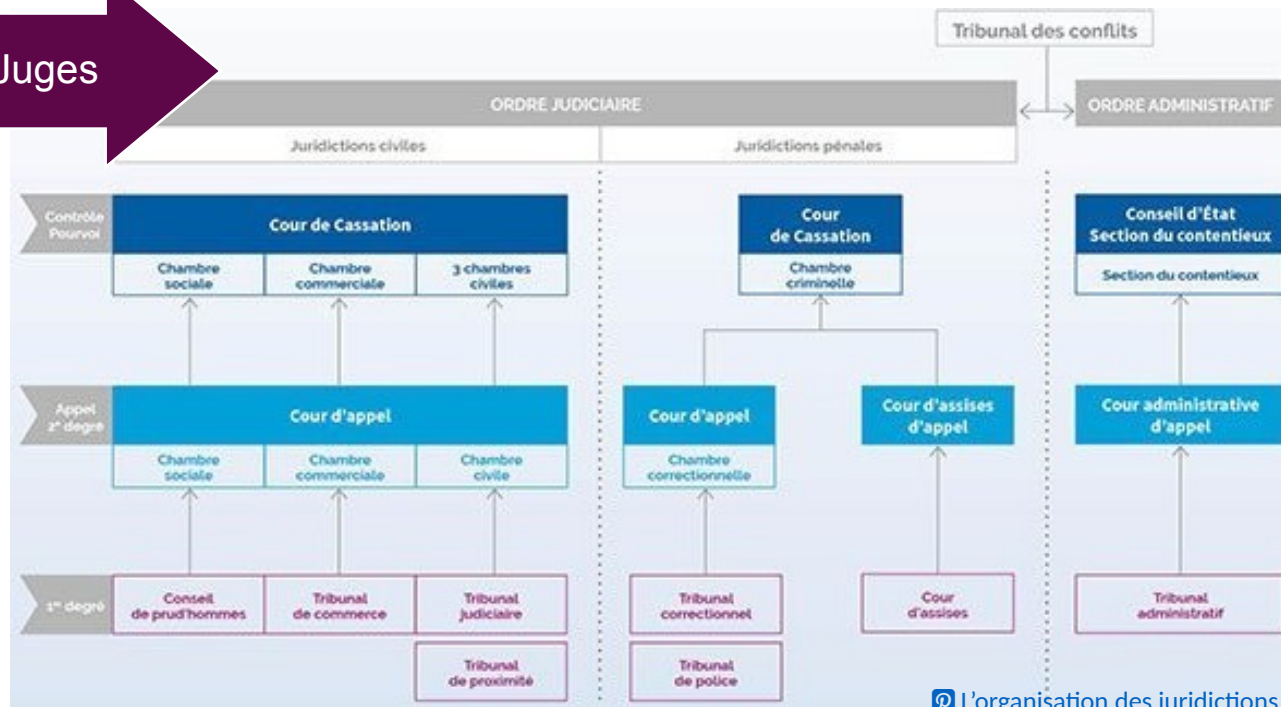 Juges
Tribunal des conflits
ORDRE JUDICIAIRE
ORDRE ADMINISTRATIF
Juridictions civiles
Juridictions pénales
Contrôle
Pourvoi
Cour de Cassation
Cour
de Cassation
Conseil d'État
Section du contentieux
Chambre
sociale
Chambre
commerciale
3 chambres
civiles
Chambre
criminelle
Section du contentieux
Appel
2e degré
Cour d'appel
Cour d'appel
Cour d'assises
d'appel
Cour administrative
d'appel
Chambre
sociale
Chambre
commerciale
Chambre
civile
Chambre
correctionnelle
1er degré
Conseil
de prud'hommes
Tribunal
de commerce
Tribunal
judiciaire
Tribunal
correctionnel
Cour
d'assises
Tribunal
administratif
Tribunal
de proximité
Tribunal
de police
L'organisation des juridictions